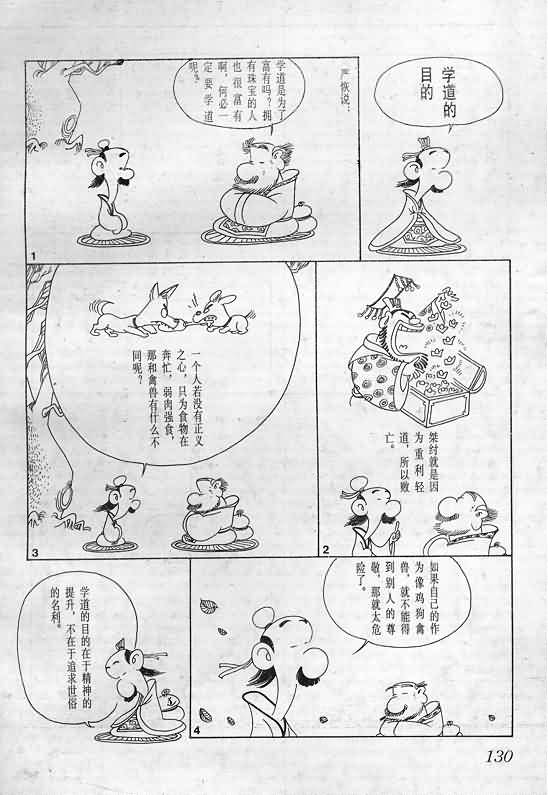 学道的
目的
严恢说：
学道是为了
富有吗？拥
有珠宝的人
也很富有
啊，何必一
定要学道
呢？
1
桀纣就是因
为重利轻
道，所以败
亡。
2
一个人若没有正义
之心，只为食物在
奔忙，弱肉强食，
那和禽兽有什么不
同呢？
3
如果自己的作
为像鸡狗禽
兽，就不能得
到别人的尊
敬，那就太危
险了。
4
学道的目的在于精神的
提升，不在于追求世俗
的名利。
130